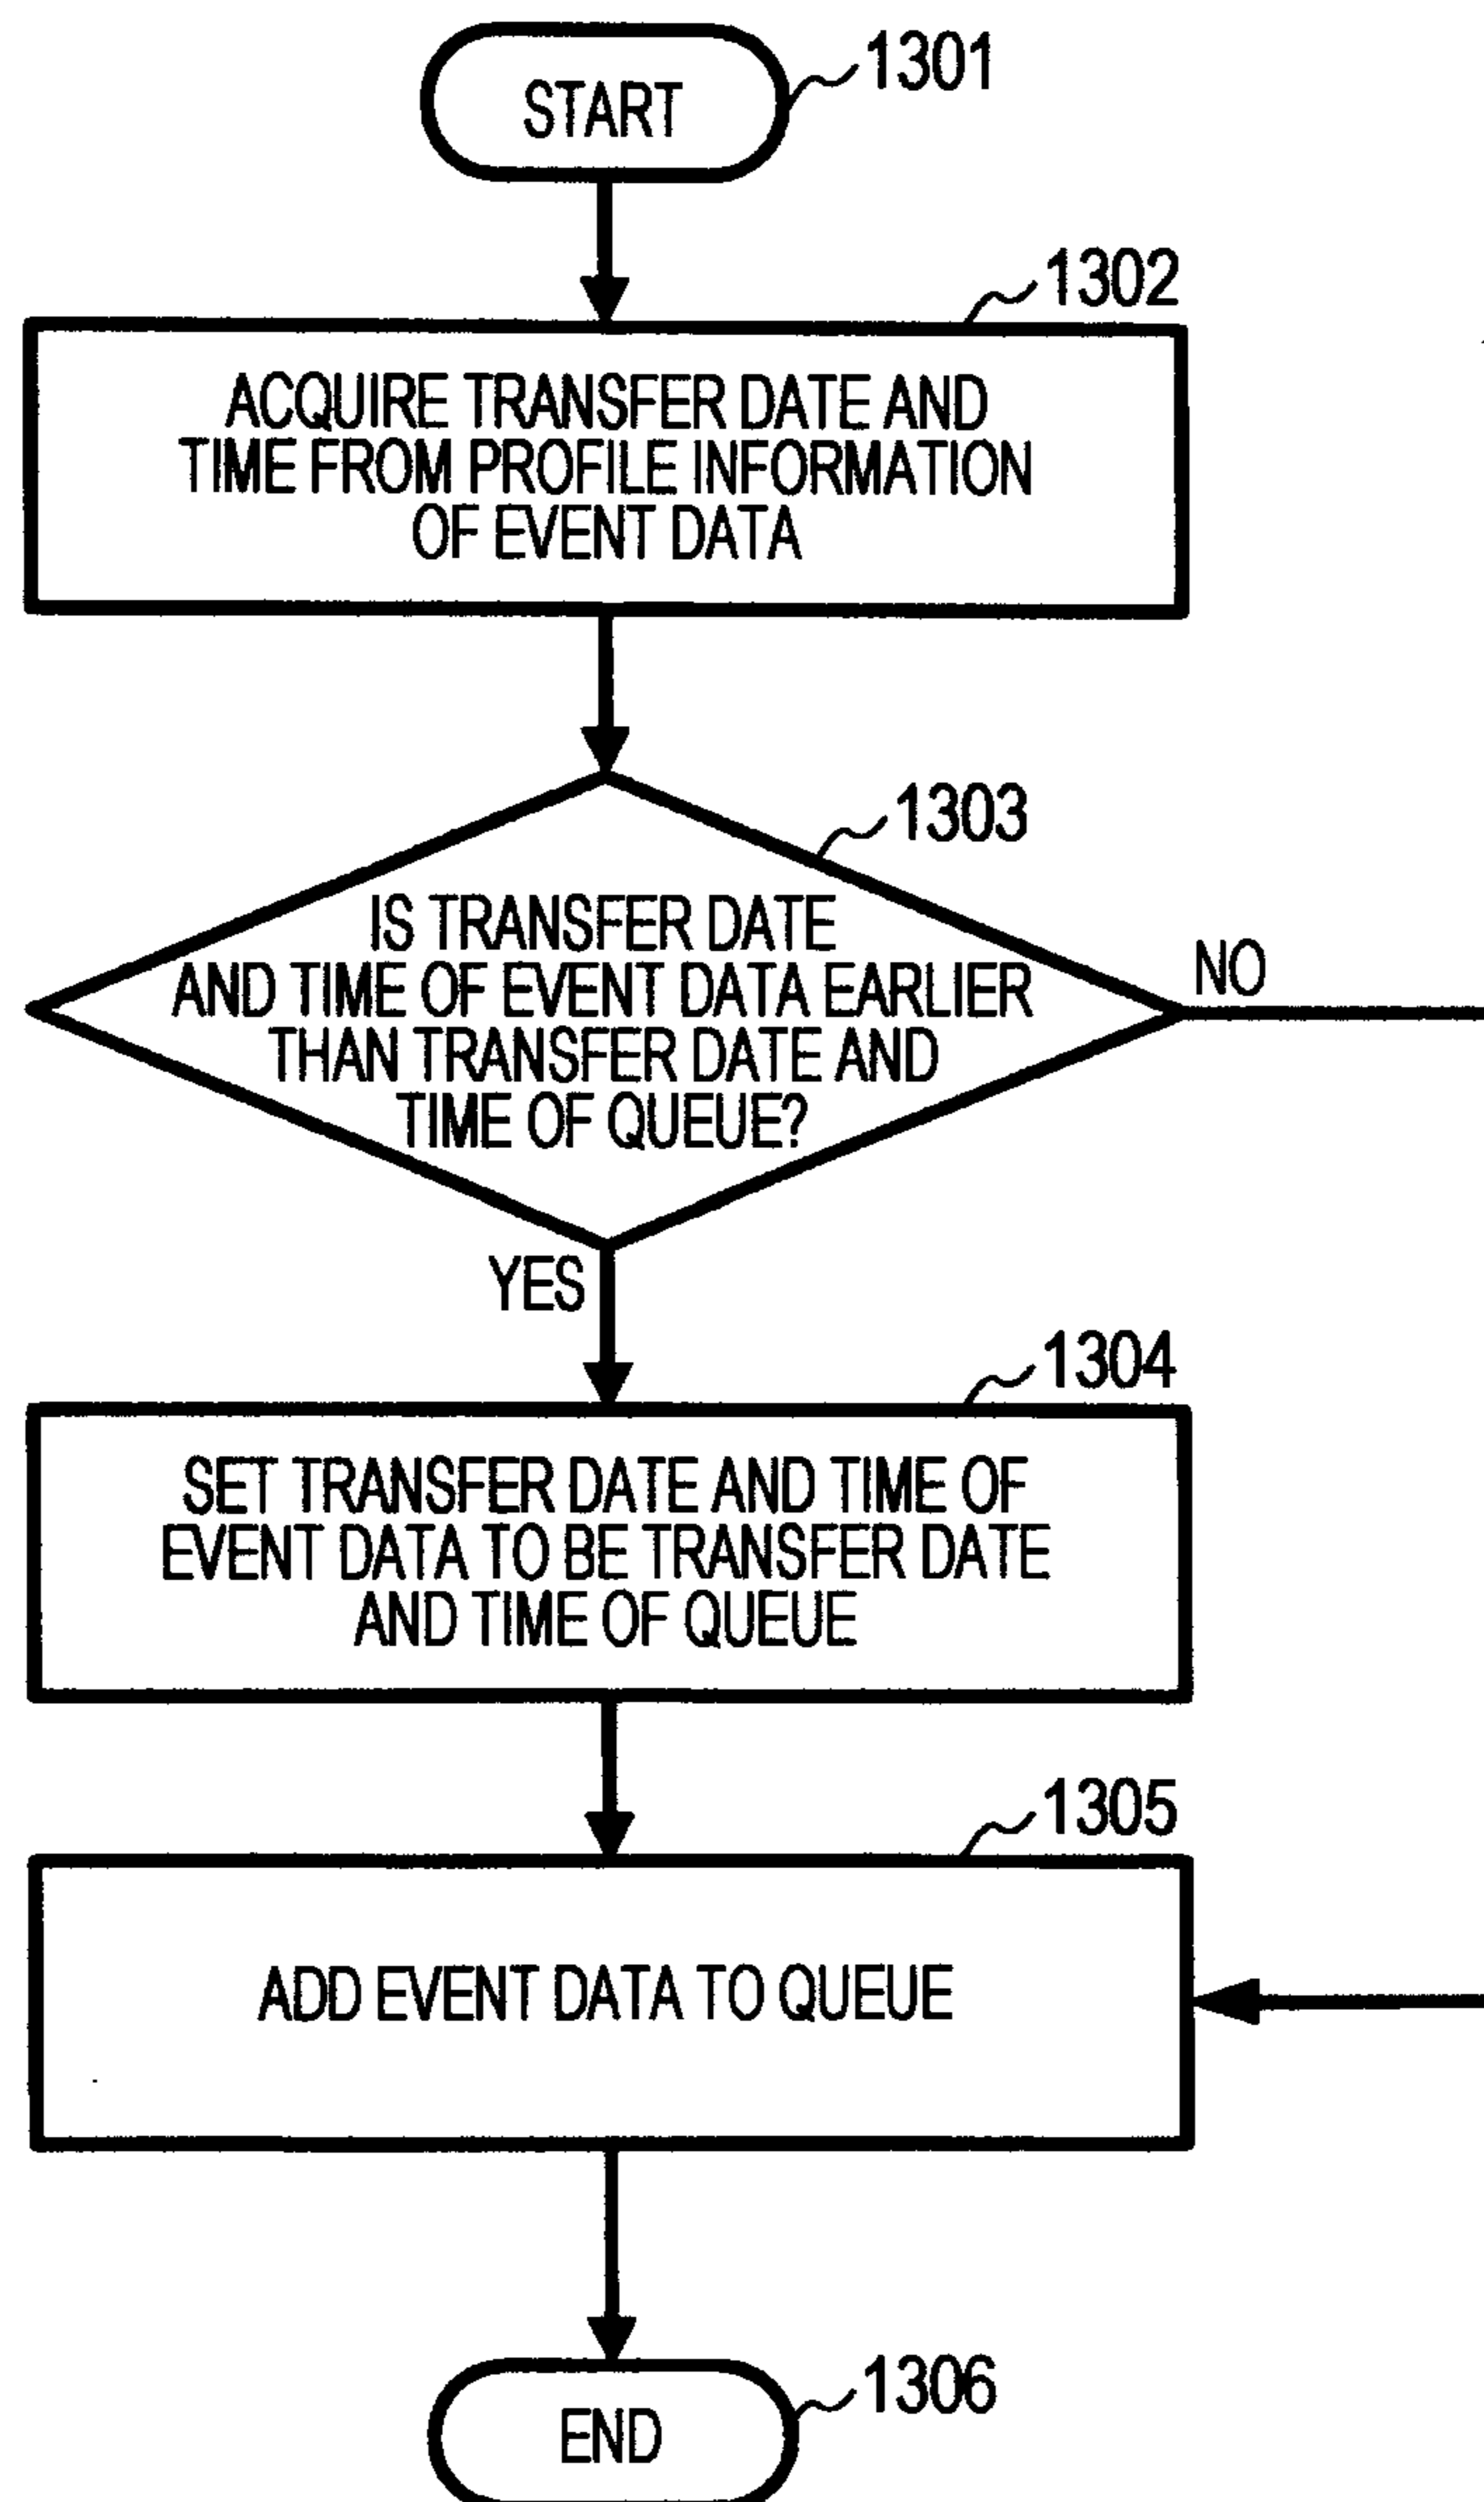 1301
START
1302
ACQUIRE TRANSFER DATE AND
TIME FROM PROFILE INFORMATION
OF EVENT DATA
1303
IS TRANSFER DATE
AND TIME OF EVENT DATA EARLIER
THAN TRANSFER DATE AND
TIME OF QUEUE?
NO
YES
1304
SET TRANSFER DATE AND TIME OF
EVENT DATA TO BE TRANSFER DATE
AND TIME OF QUEUE
1305
ADD EVENT DATA TO QUEUE
1306
END